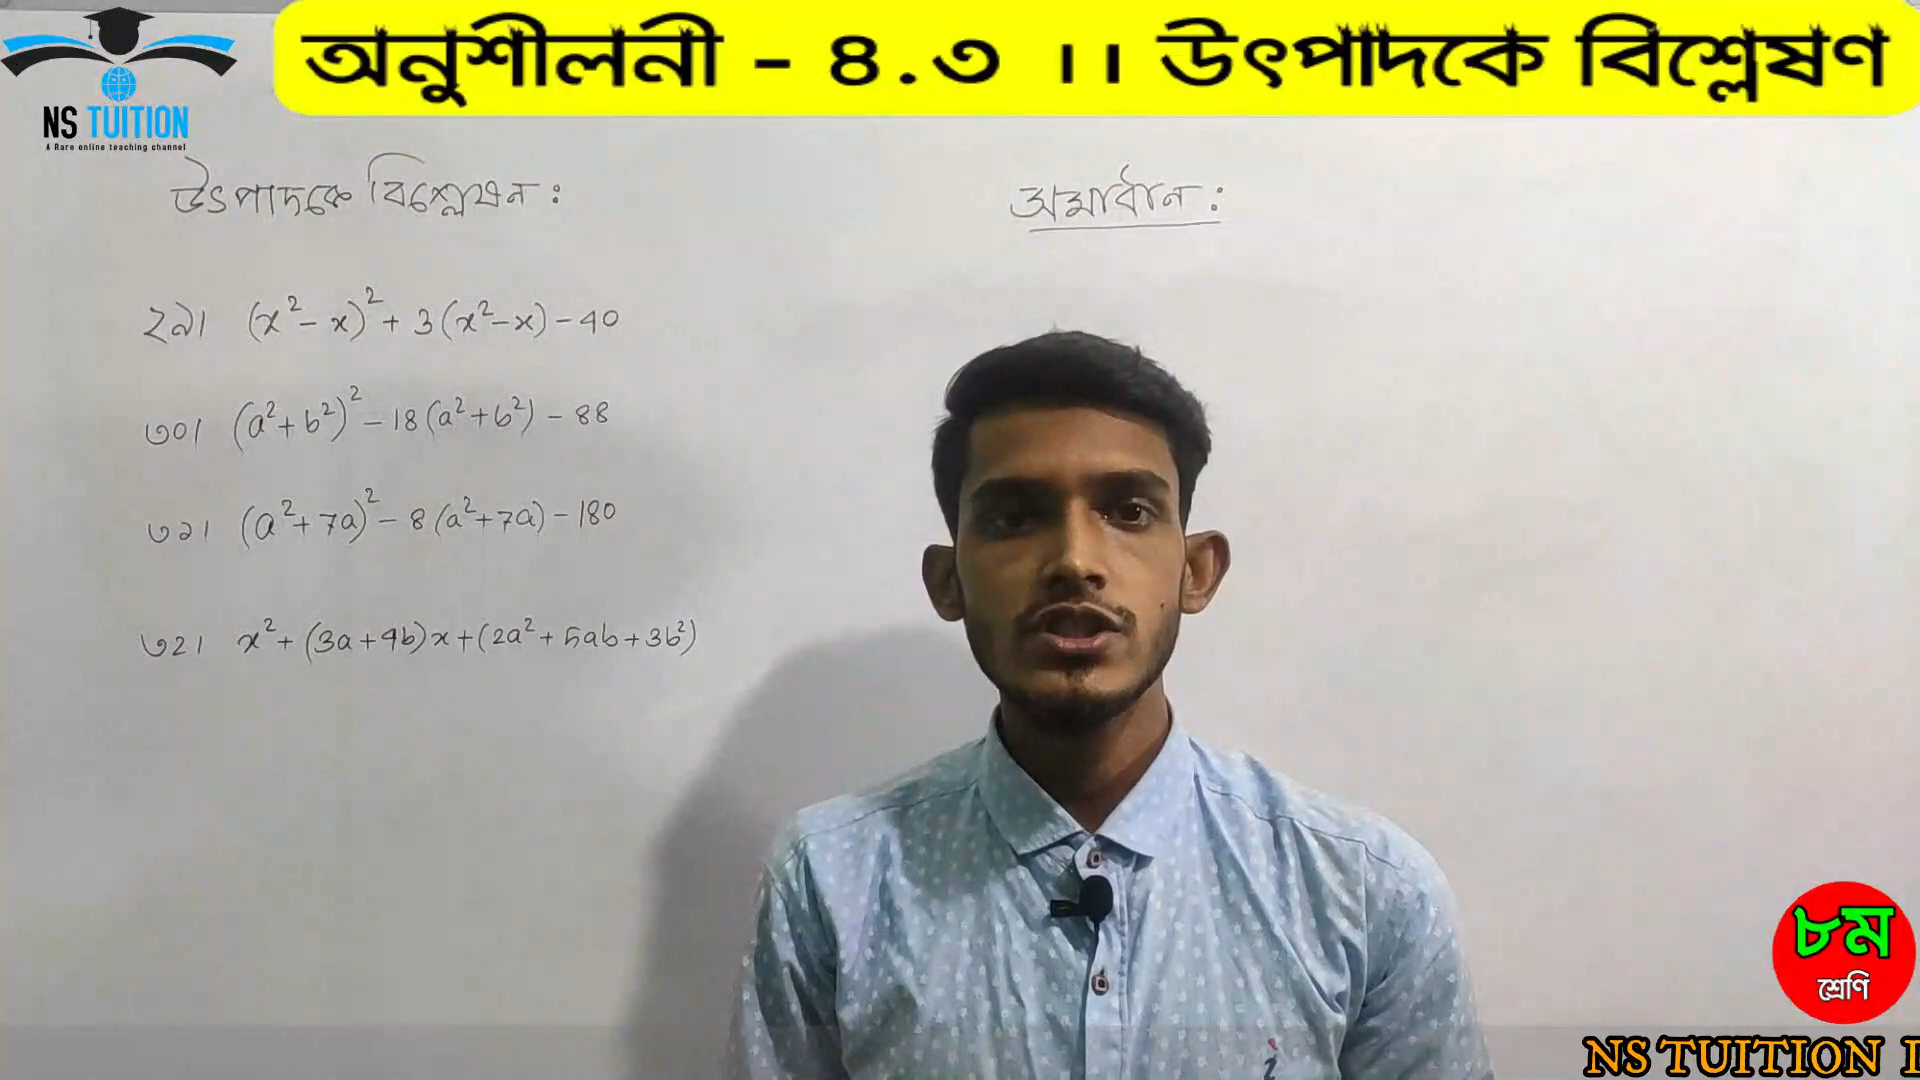 অনুশীলনী - ৪.৩ ।। উৎপাদকে বিশ্লেষণ
NS TUITION
A Rare online teaching channel
উৎপাদকে বিশ্লেষন :
সমাধান :
২৯। (x² - x)² + 3(x² - x) - 40
৩০। (a² + b²)² - 18(a² + b²) - 88
৩১। (a² + 7a)² - 8(a² + 7a) - 180
৩২। x² + (3a + 4b)x + (2a² + 5ab + 3b²)
৮ম
শ্রেণি
NS TUITION